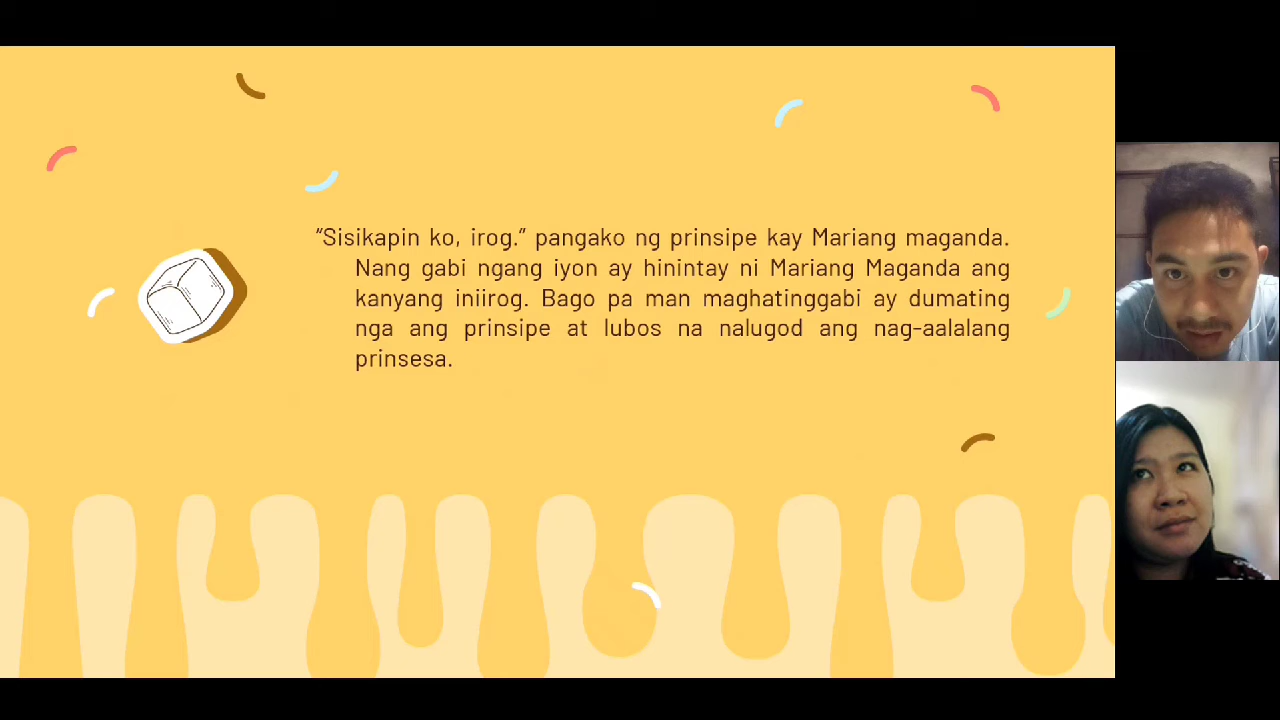 “Sisikapin ko, irog.” pangako ng prinsipe kay Mariang maganda.
Nang gabi ngang iyon ay hinintay ni Mariang Maganda ang
kanyang iniirog. Bago pa man maghatinggabi ay dumating
nga ang prinsipe at lubos na nalugod ang nag-aalalang
prinsesa.